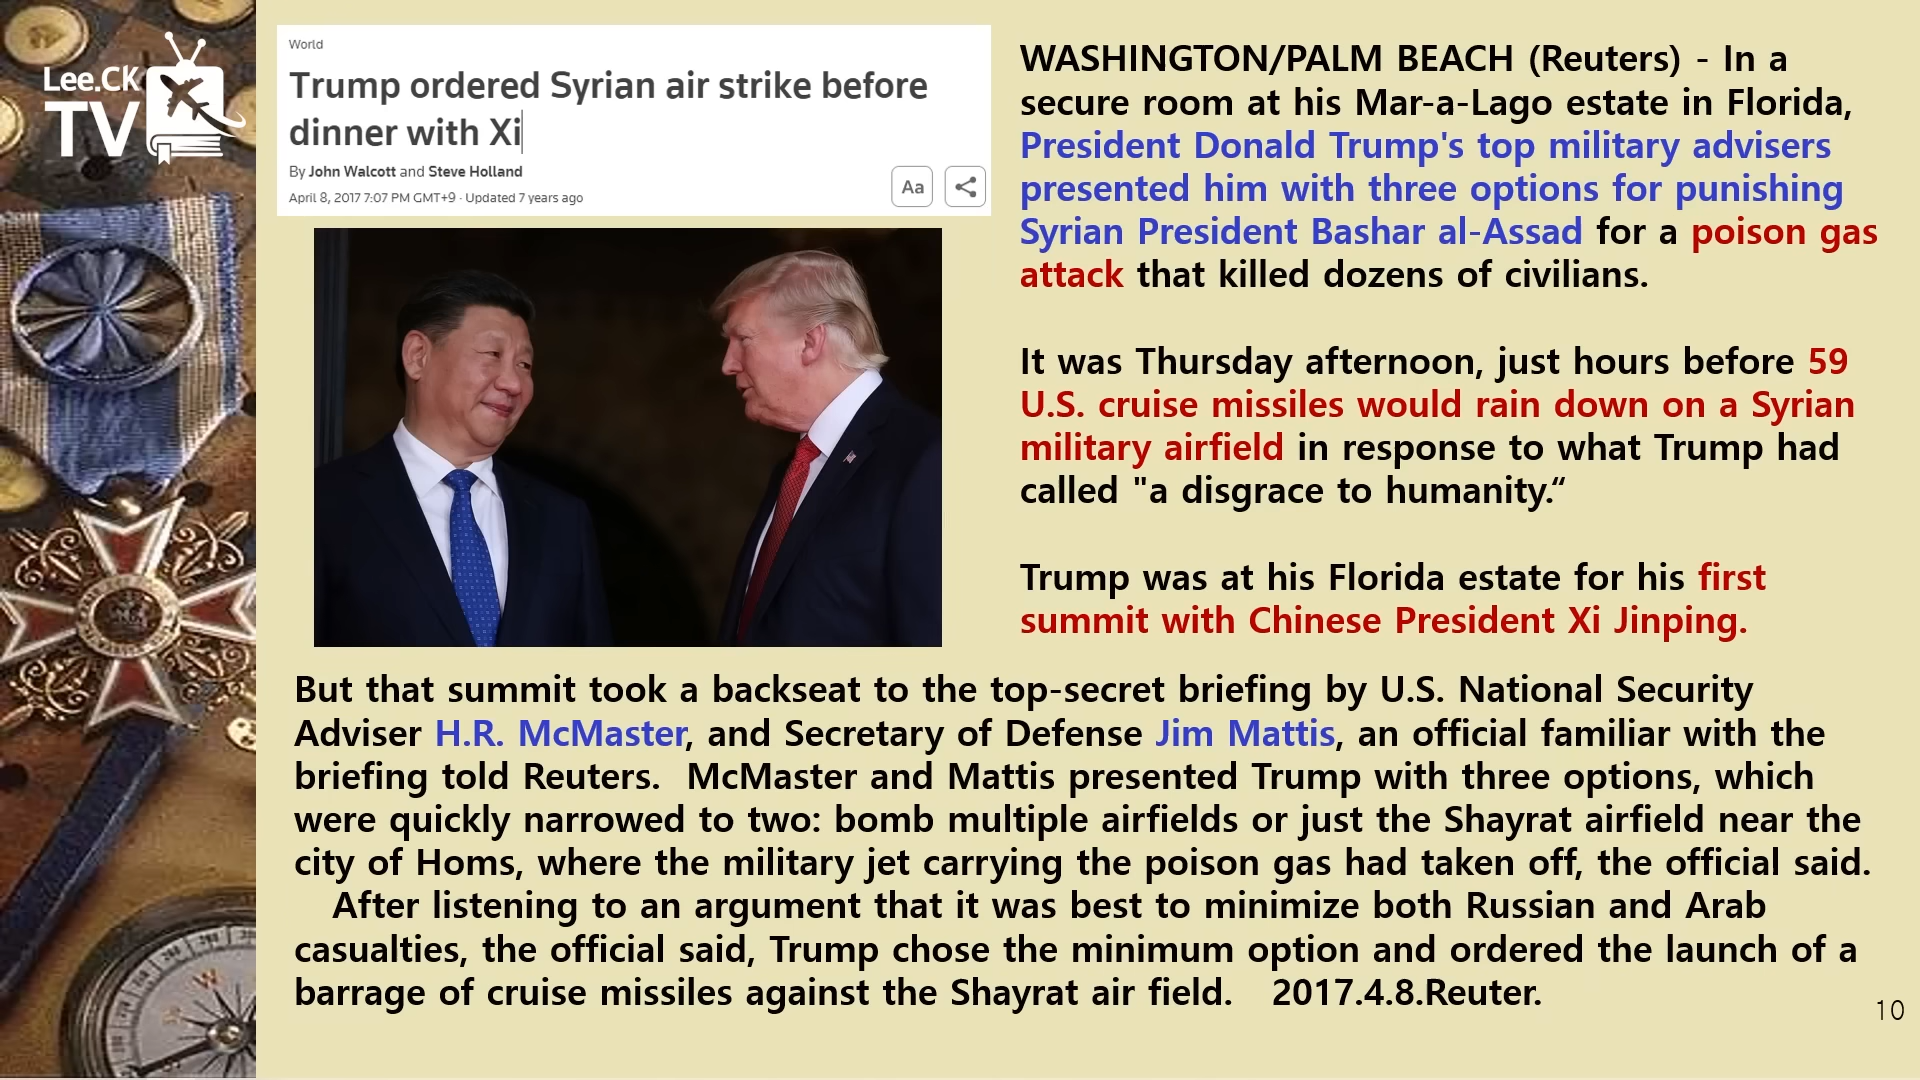 Lee.CK
TV
World
Trump ordered Syrian air strike before
dinner with Xi
By John Walcott and Steve Holland
April 8, 2017 7:07 PM GMT+9 · Updated 7 years ago
Aa
WASHINGTON/PALM BEACH (Reuters) - In a
secure room at his Mar-a-Lago estate in Florida,
President Donald Trump's top military advisers
presented him with three options for punishing
Syrian President Bashar al-Assad for a poison gas
attack that killed dozens of civilians.
It was Thursday afternoon, just hours before 59
U.S. cruise missiles would rain down on a Syrian
military airfield in response to what Trump had
called "a disgrace to humanity.“
Trump was at his Florida estate for his first
summit with Chinese President Xi Jinping.
But that summit took a backseat to the top-secret briefing by U.S. National Security
Adviser H.R. McMaster, and Secretary of Defense Jim Mattis, an official familiar with the
briefing told Reuters.  McMaster and Mattis presented Trump with three options, which
were quickly narrowed to two: bomb multiple airfields or just the Shayrat airfield near the
city of Homs, where the military jet carrying the poison gas had taken off, the official said.
After listening to an argument that it was best to minimize both Russian and Arab
casualties, the official said, Trump chose the minimum option and ordered the launch of a
barrage of cruise missiles against the Shayrat air field.   2017.4.8.Reuter.
10
W